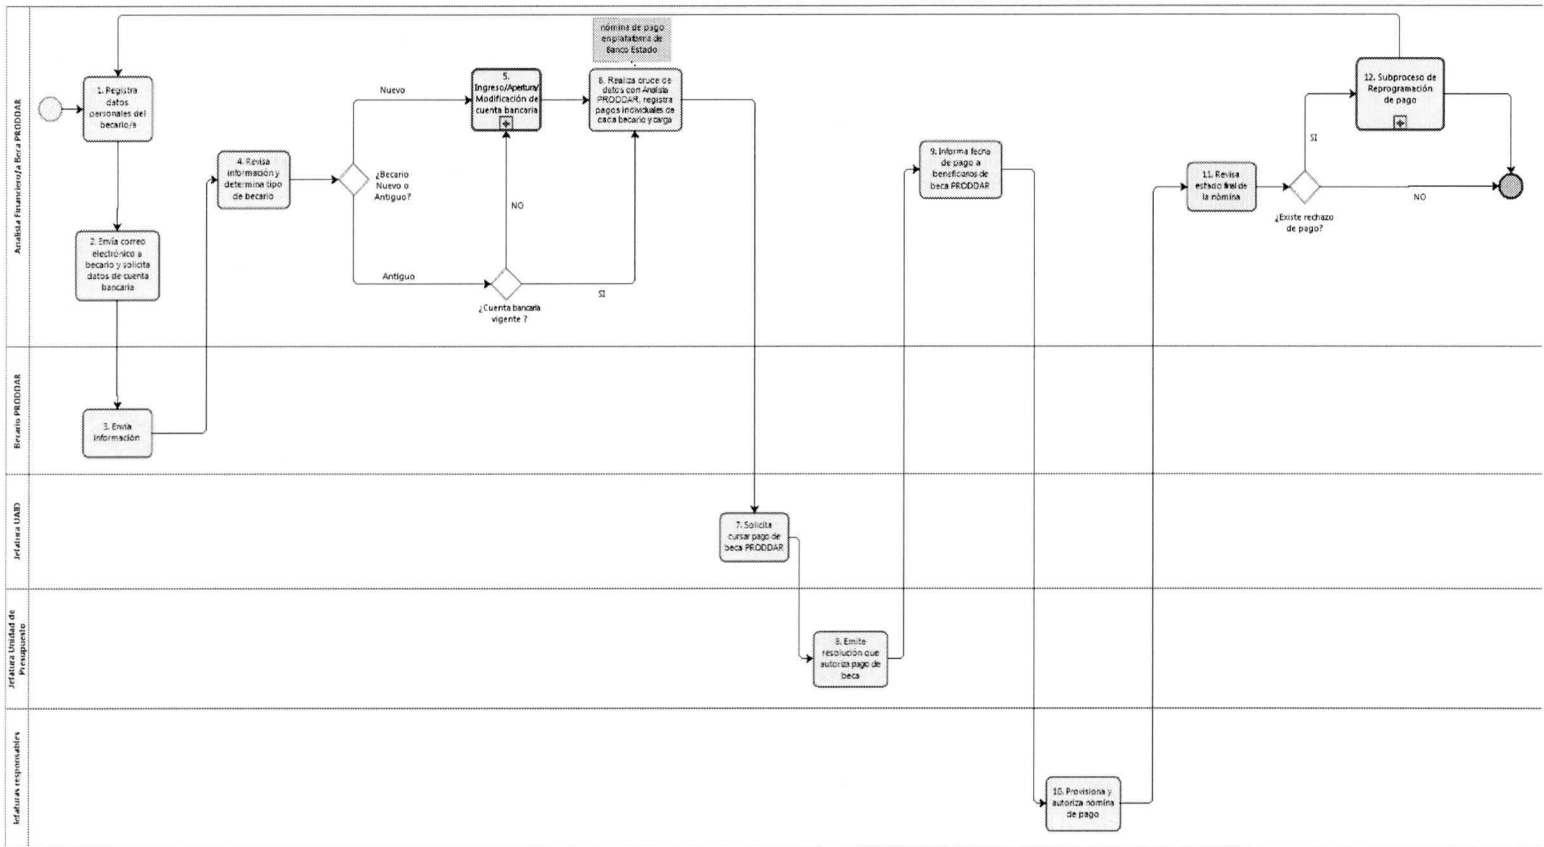 Analista Financiero/a Beca PRODDAR
1. Registra
datos
personales del
becario/s
2. Envía correo
electrónico a
becario y solicita
datos de cuenta
bancaria
4. Revisa
información y
determina tipo
de becario
¿Becario
Nuevo o
Antiguo?
Nuevo
Antiguo
5.
Ingreso/Apertura/
Modificación de
cuenta bancaria
NO
¿Cuenta bancaria
vigente ?
SI
nómina de pago
en plataforma de
Banco Estado
6. Realiza cruce de
datos con Analista
PRODDAR, registra
pagos individuales de
cada becario y carga
9. Informa fecha
de pago a
beneficiarios de
beca PRODDAR
11. Revisa
estado final de
la nómina
¿Existe rechazo
de pago?
SI
NO
12. Subproceso de
Reprogramación
de pago
Becario PRODDAR
3. Envía
información
Jefatura UAID
7. Solicita
cursar pago de
beca PRODDAR
Jefatura Unidad de
Presupuesto
8. Emite
resolución que
autoriza pago de
beca
Jefaturas responsables
10. Provisiona y
autoriza nómina
de pago